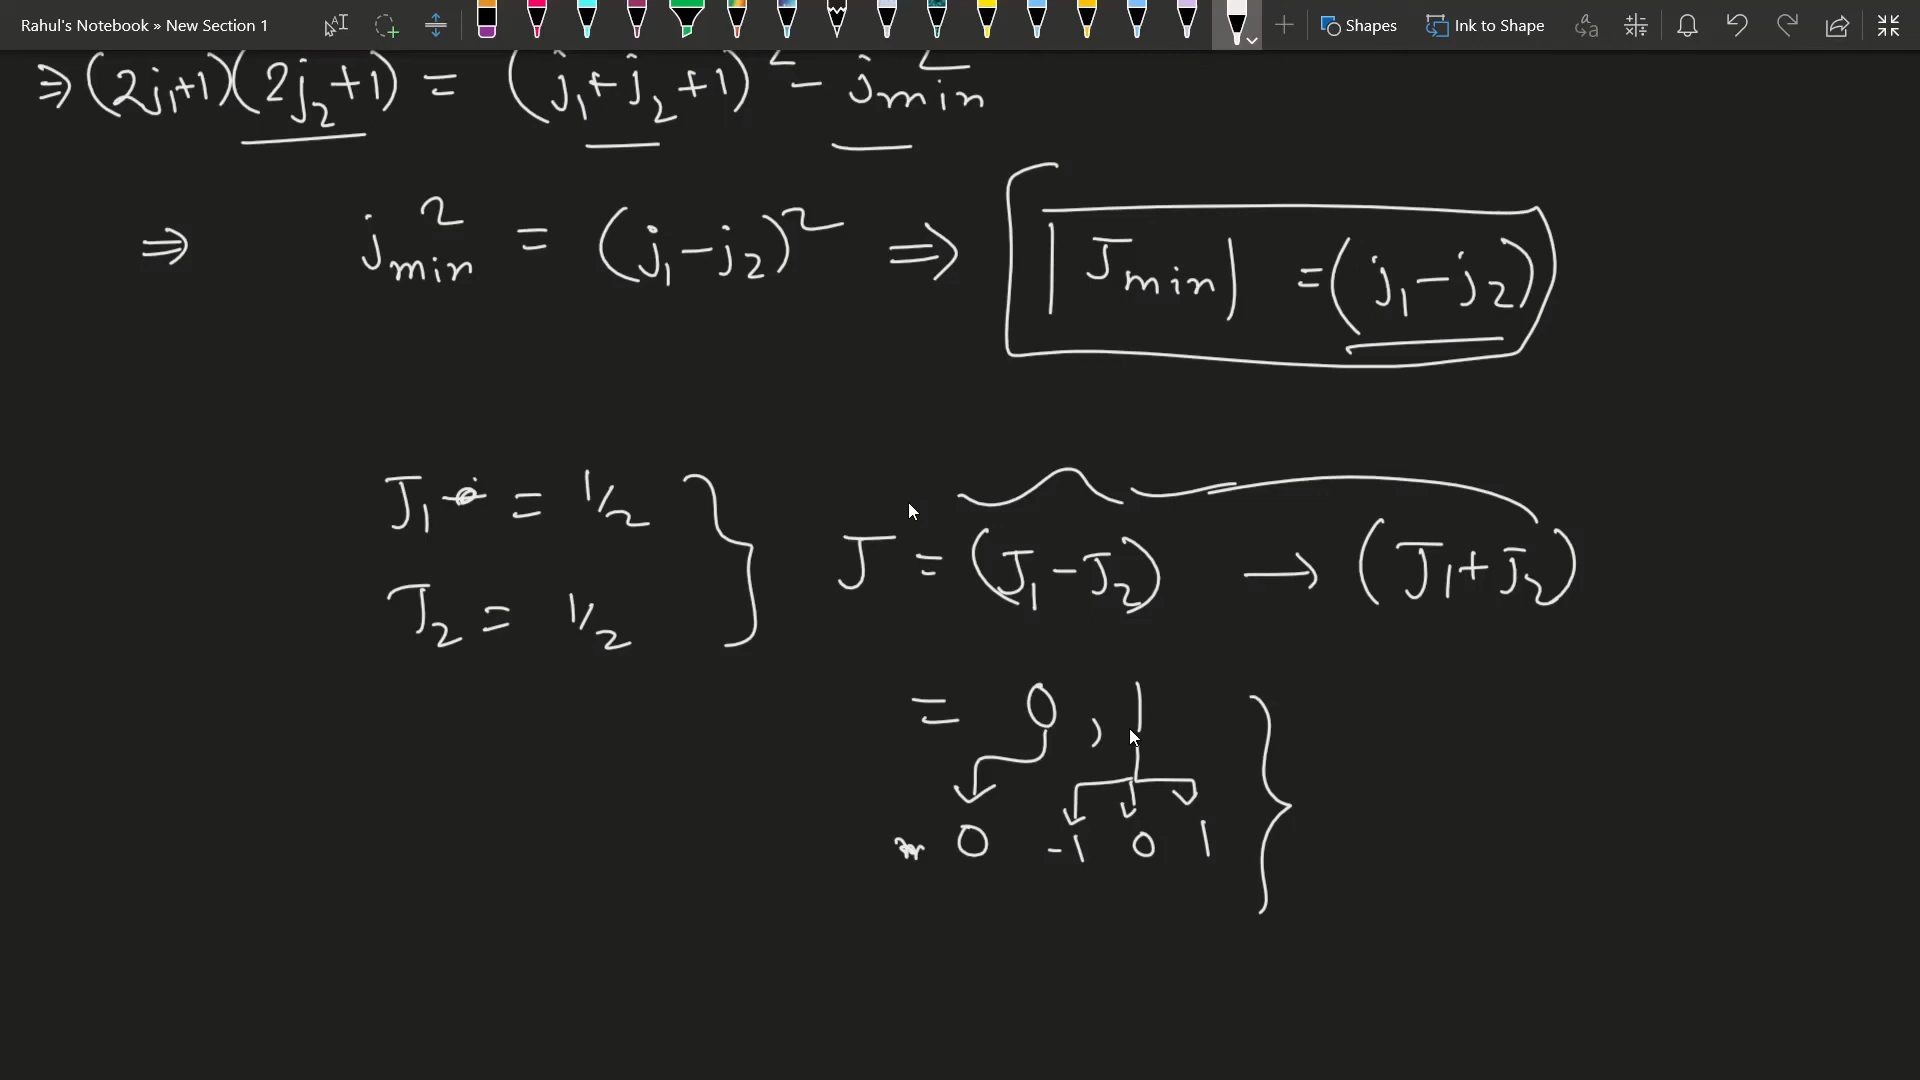 Rahul's Notebook » New Section 1 Shapes Ink to Shape
⇒ (2j₁+1)(2j₂+1) = (j₁+j₂+1)² − j²min
⇒ j²min = (j₁−j₂)² ⇒ |Jmin| = (j₁−j₂)
J₁ = 1/2
J₂ = 1/2
J = (J₁−J₂) → (J₁+J₂)
= 0, 1
0 -1 0 1